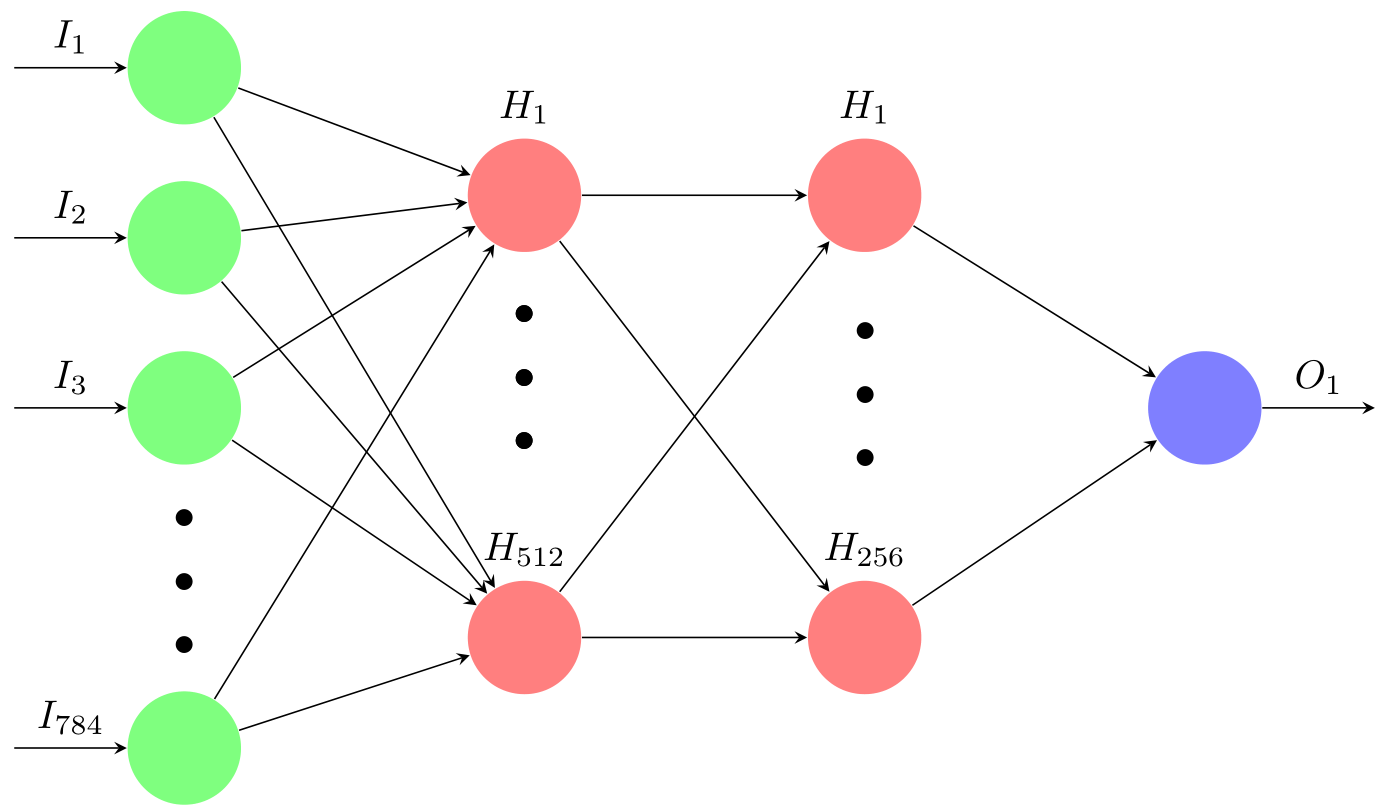 I₁
H₁
H₁
I₂
I₃
O₁
H₅₁₂
H₂₅₆
I₇₈₄